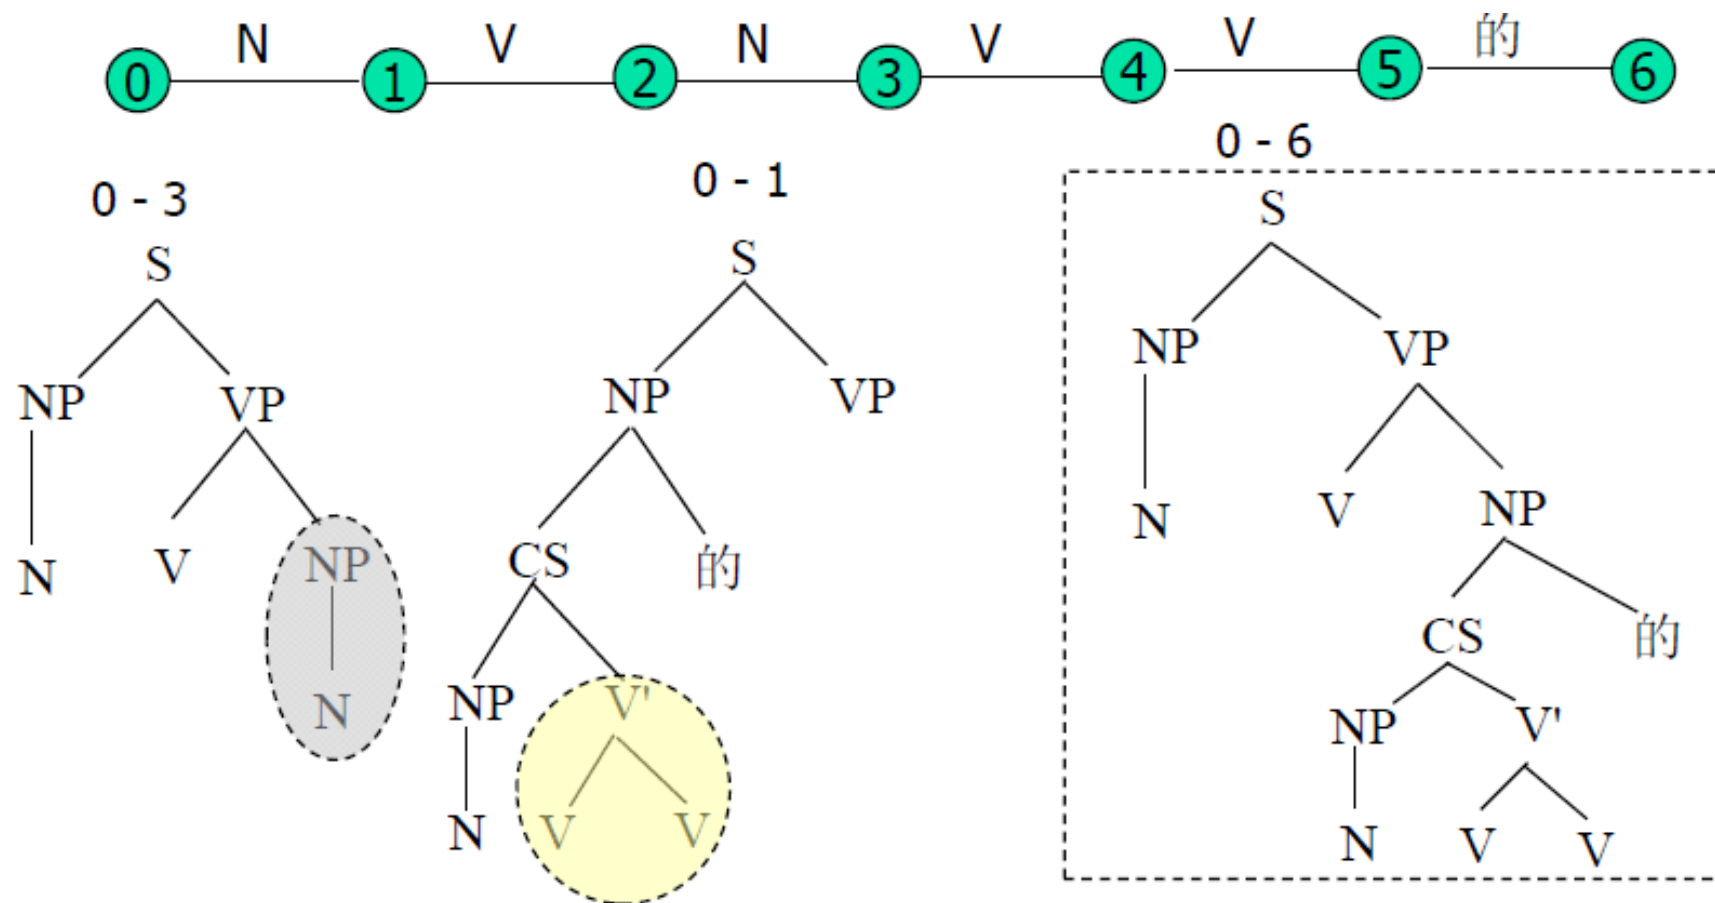 N V N V V 的
0 1 2 3 4 5 6
0 - 3
S
NP VP
N V NP
N
0 - 1
S
NP VP
CS 的
NP V'
N V V
0 - 6
S
NP VP
N V NP
CS 的
NP V'
N V V